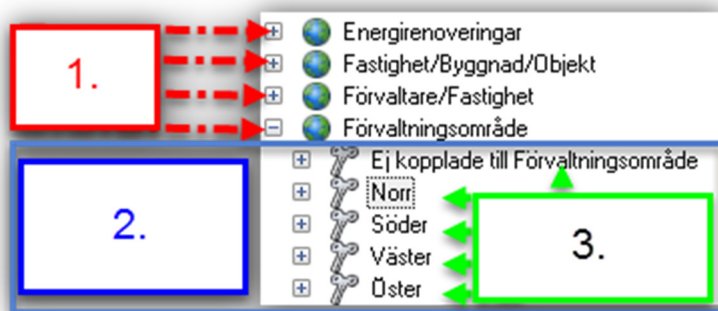 1.
Energirenoveringar
Fastighet/Byggnad/Objekt
Förvaltare/Fastighet
Förvaltningsområde
2.
Ej kopplade till Förvaltningsområde
Norr
Söder
Väster
Öster
3.